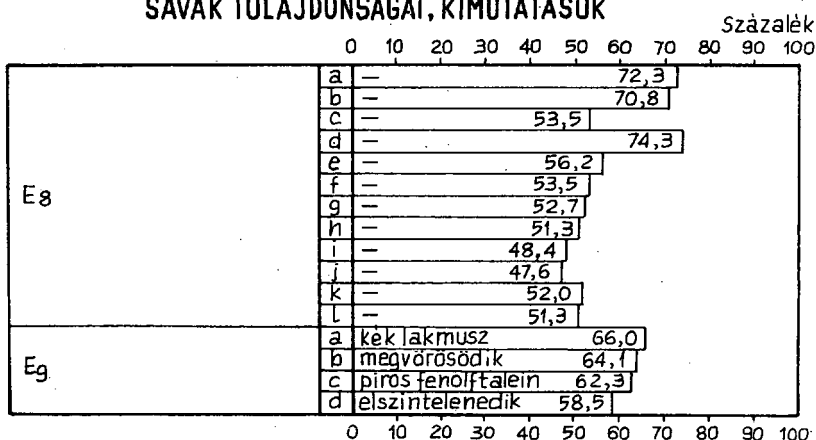 SAVAK TULAJDONSÁGAI, KIMUTATÁSUK
Százalék
0 10 20 30 40 50 60 70 80 90 100
E8
a — 72,3
b — 70,8
c — 53,5
d — 74,3
e — 56,2
f — 53,5
g — 52,7
h — 51,3
i — 48,4
j — 47,6
k — 52,0
l — 51,3
E9
a kék lakmusz 66,0
b megvörösödik 64,1
c piros fenolftalein 62,3
d elszíntelenedik 58,5
0 10 20 30 40 50 60 70 80 90 100